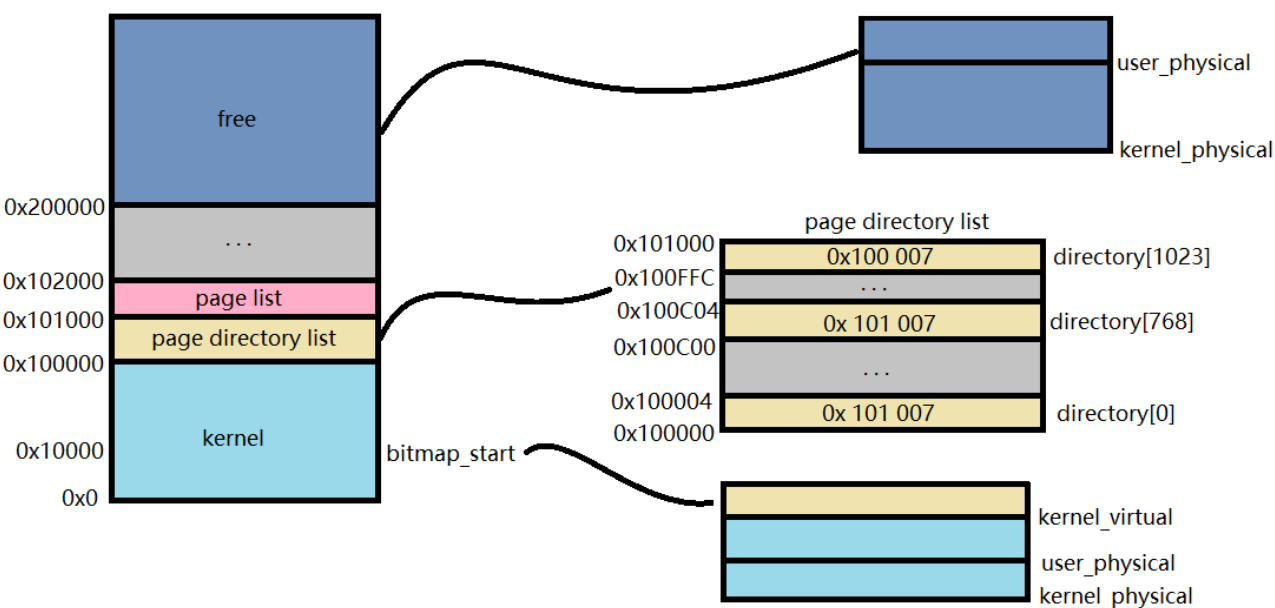 free
0x200000
. . .
0x102000
page list
0x101000
page directory list
0x100000
kernel
0x10000
0x0
bitmap_start
user_physical
kernel_physical
page directory list
0x101000
0x100 007
directory[1023]
0x100FFC
. . .
0x100C04
0x 101 007
directory[768]
0x100C00
. . .
0x100004
0x 101 007
directory[0]
0x100000
kernel_virtual
user_physical
kernel_physical